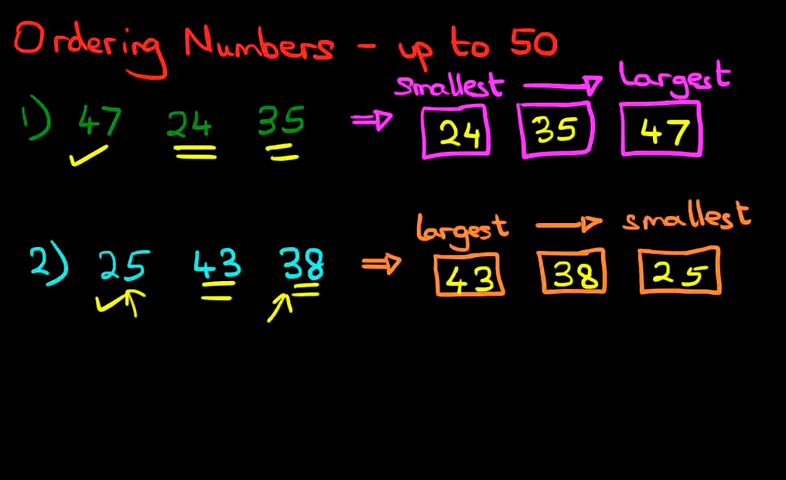 Ordering Numbers - up to 50
smallest → largest
1) 47 24 35 ⇒ 24 35 47
largest → smallest
2) 25 43 38 ⇒ 43 38 25